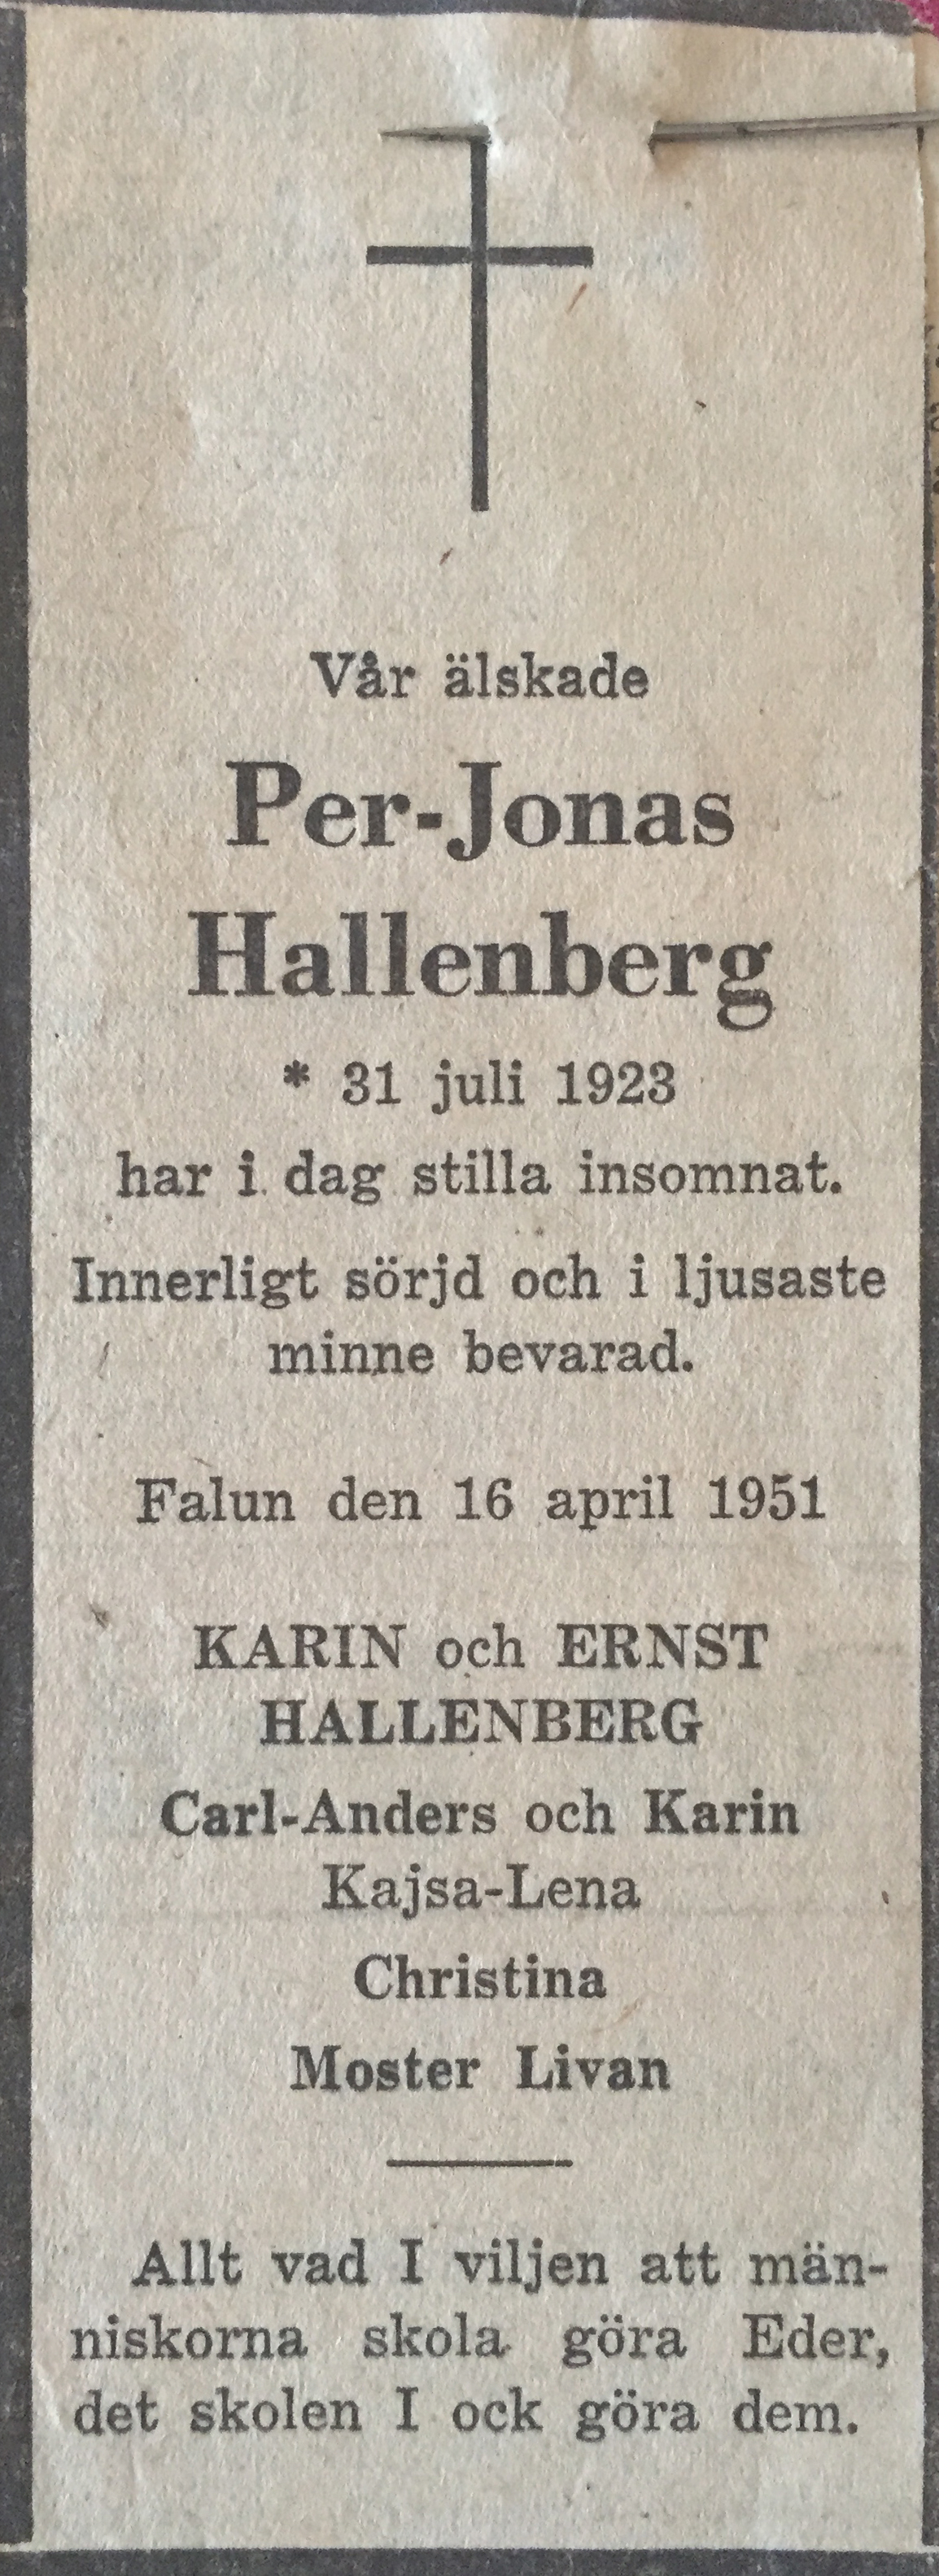 Vår älskade
Per-Jonas
Hallenberg
* 31 juli 1923
har i dag stilla insomnat.
Innerligt sörjd och i ljusaste
minne bevarad.
Falun den 16 april 1951
KARIN och ERNST
HALLENBERG
Carl-Anders och Karin
Kajsa-Lena
Christina
Moster Livan
Allt vad I viljen att män-
niskorna skola göra Eder,
det skolen I ock göra dem.